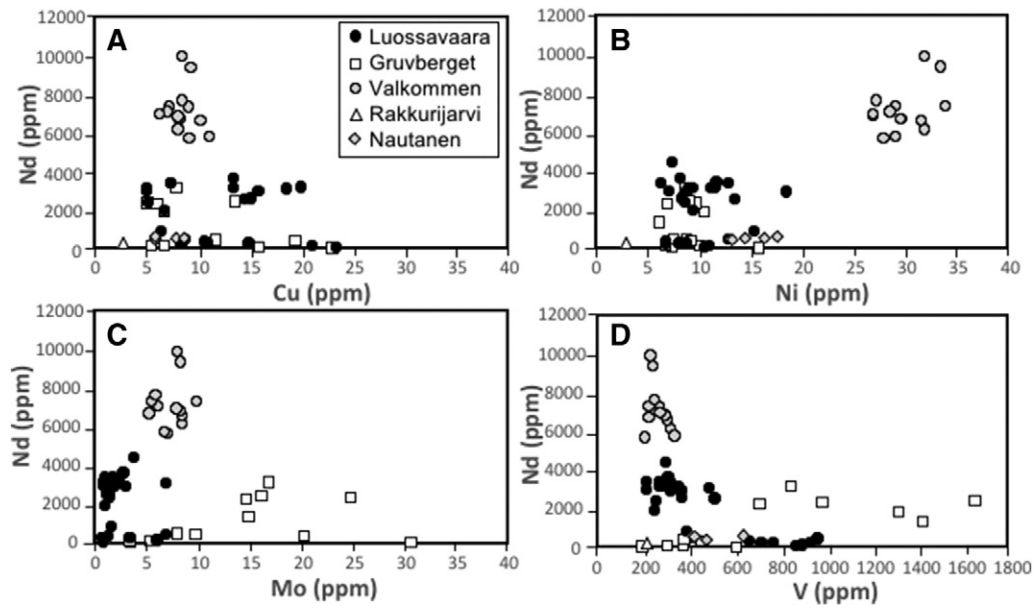 A
12000
10000
8000
6000
4000
2000
0
Nd (ppm)
0 5 10 15 20 25 30 35 40
Cu (ppm)
Luossavaara
Gruvberget
Valkommen
Rakkurijarvi
Nautanen
B
12000
10000
8000
6000
4000
2000
0
Nd (ppm)
0 5 10 15 20 25 30 35 40
Ni (ppm)
C
12000
10000
8000
6000
4000
2000
0
Nd (ppm)
0 5 10 15 20 25 30 35 40
Mo (ppm)
D
12000
10000
8000
6000
4000
2000
0
Nd (ppm)
0 200 400 600 800 1000 1200 1400 1600 1800
V (ppm)